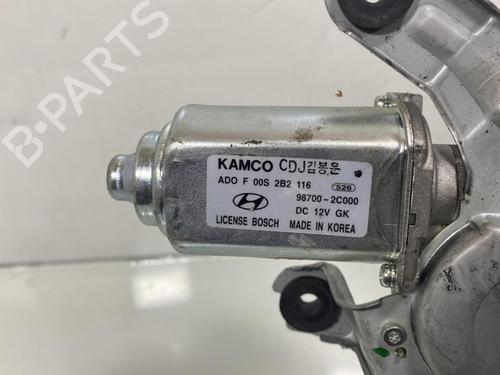 B-PARTS
KAMCO CDJ김봉운
ADO F 00S 2B2 116 526
98700-2C000
DC 12V GK
LICENSE BOSCH MADE IN KOREA